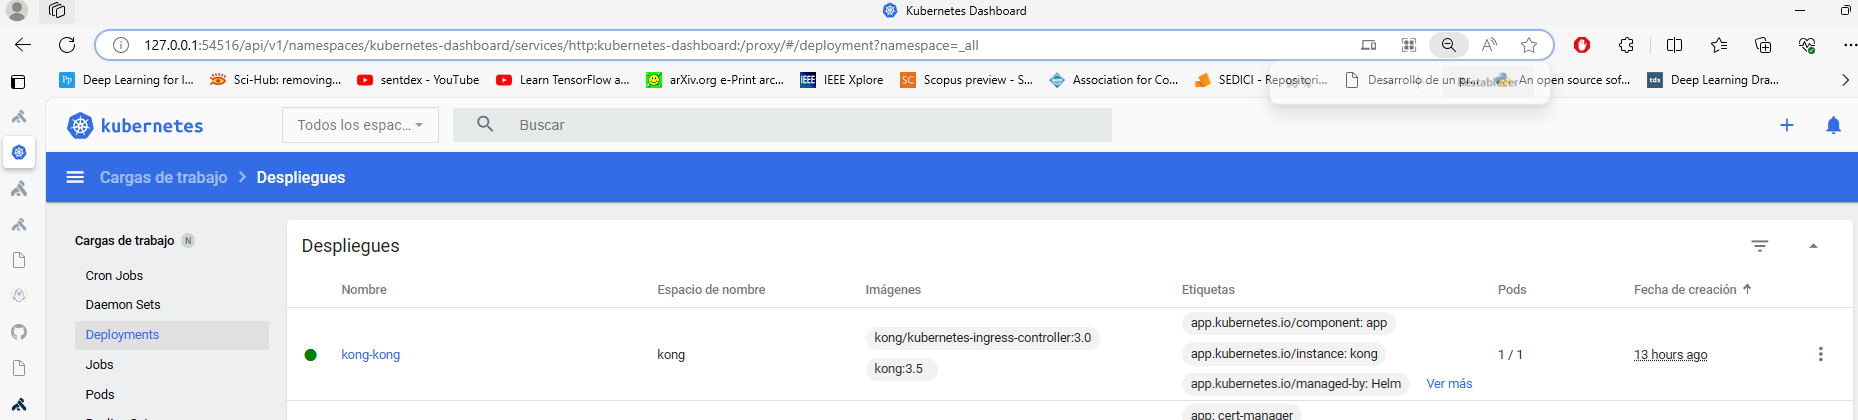 Kubernetes Dashboard
127.0.0.1:54516/api/v1/namespaces/kubernetes-dashboard/services/http:kubernetes-dashboard:/proxy/#/deployment?namespace=_all
Pp Deep Learning for I... Sci-Hub: removing... sentdex - YouTube Learn TensorFlow a... arXiv.org e-Print arc... IEEE IEEE Xplore SC Scopus preview - S... Association for Co... SEDICI - Repositori... Desarrollo de un pr... An open source sof... tds Deep Learning Dra...
Restablecer
kubernetes Todos los espac... Buscar
Cargas de trabajo > Despliegues
Cargas de trabajo N
Cron Jobs
Daemon Sets
Deployments
Jobs
Pods
Despliegues
Nombre Espacio de nombre Imágenes Etiquetas Pods Fecha de creación
kong-kong kong kong/kubernetes-ingress-controller:3.0
kong:3.5
app.kubernetes.io/component: app
app.kubernetes.io/instance: kong
app.kubernetes.io/managed-by: Helm
Ver más
1 / 1
13 hours ago
app: cert-manager